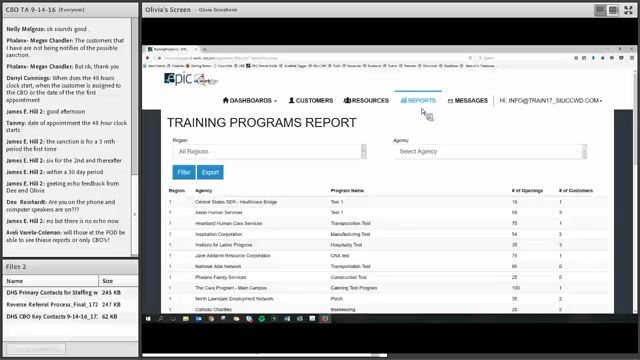 CBO TA 9-14-16 (Everyone)
Nelly Melgoza: ok sounds good
Phalanx- Megan Chandler: The customers that
I have are not being notifies of the possible
sanction.
Phalanx- Megan Chandler: But ok, thank you
Darryl Cummings: When does the 48 hours
clock start, when the customer is assigned to
the CBO or the date of the the first
appointment
James E. Hill 2: good afternoon
Tammy: date of appointment the 48 hour clock
starts.
James E. Hill 2: the sanction is for a 3 mth
period the first time
James E. Hill 2: six for the 2nd and thereafter
James E. Hill 2: within a 30 day period
James E. Hill 2: geeting echo feedback from
Dee and Olivia
Dee Reinhardt: Are you on the phone and
computer speakers are on???
James E. Hill 2: no but there is no echo now
Areli Varela-Coleman: will those at the POD be
able to see these reports or only CBO's?
Files 2
Name Size
DHS Primary Contacts for Staffing w 245 KB
Reverse Referral Process_Final_172 247 KB
DHS CBO Key Contacts 9-14-16_17. 62 KB
Olivia's Screen - Olivia Griesheim
epic
DASHBOARDS CUSTOMERS RESOURCES REPORTS MESSAGES HI, INFO@TRAIN17_SIUCCWD.COM
TRAINING PROGRAMS REPORT
Region Agency
All Regions Select Agency
Filter Export
Region Agency Program Name # of Openings # of Customers
1 Central States SER - Healthcare Bridge Test 1 16 1
1 Asian Human Services Test 1 56 3
1 Heartland Human Care Services Transportation Test 75 1
1 Inspiration Corporation Manufacturing Test 54 2
1 Institute for Latino Progress Hospitality Test 35 3
1 Jane Addams Resource Corporation CNA test 75 1
1 National Able Network Transportation Test 80 0
1 Phalanx Family Services Construction Test 25 0
1 The Cara Program - Main Campus Catering Test Program 100 1
1 North Lawndale Employment Network Ptech 36 2
1 Catholic Charities Beekeeping 25 2